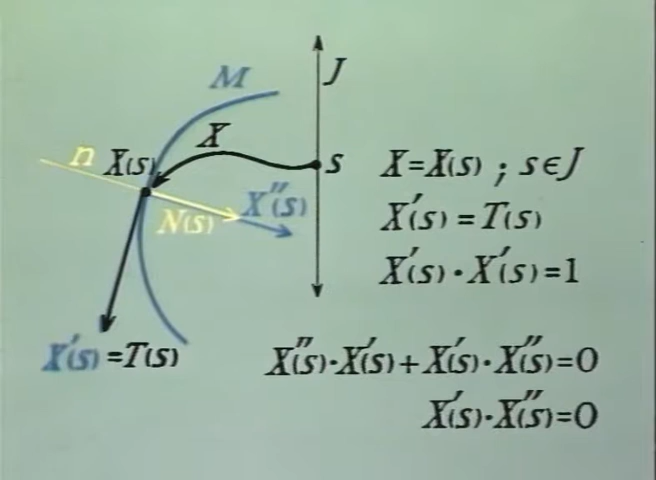 M
J
X
n
X(s)
s
X = X(s) ; s∈J
N(s)
X″(s)
X′(s) = T(s)
X′(s) · X′(s) = 1
X′(s) = T(s)
X″(s) · X′(s) + X′(s) · X″(s) = 0
X′(s) · X″(s) = 0